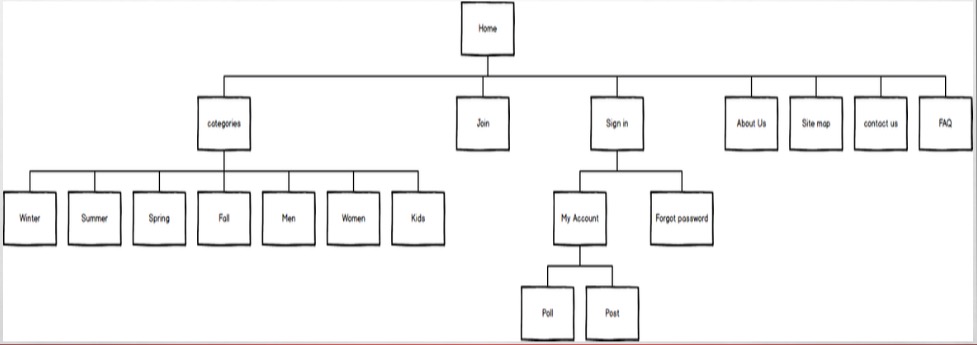 Home
categories
Join
Sign in
About Us
Site map
contact us
FAQ
Winter
Summer
Spring
Fall
Men
Women
Kids
My Account
Forgot password
Poll
Post